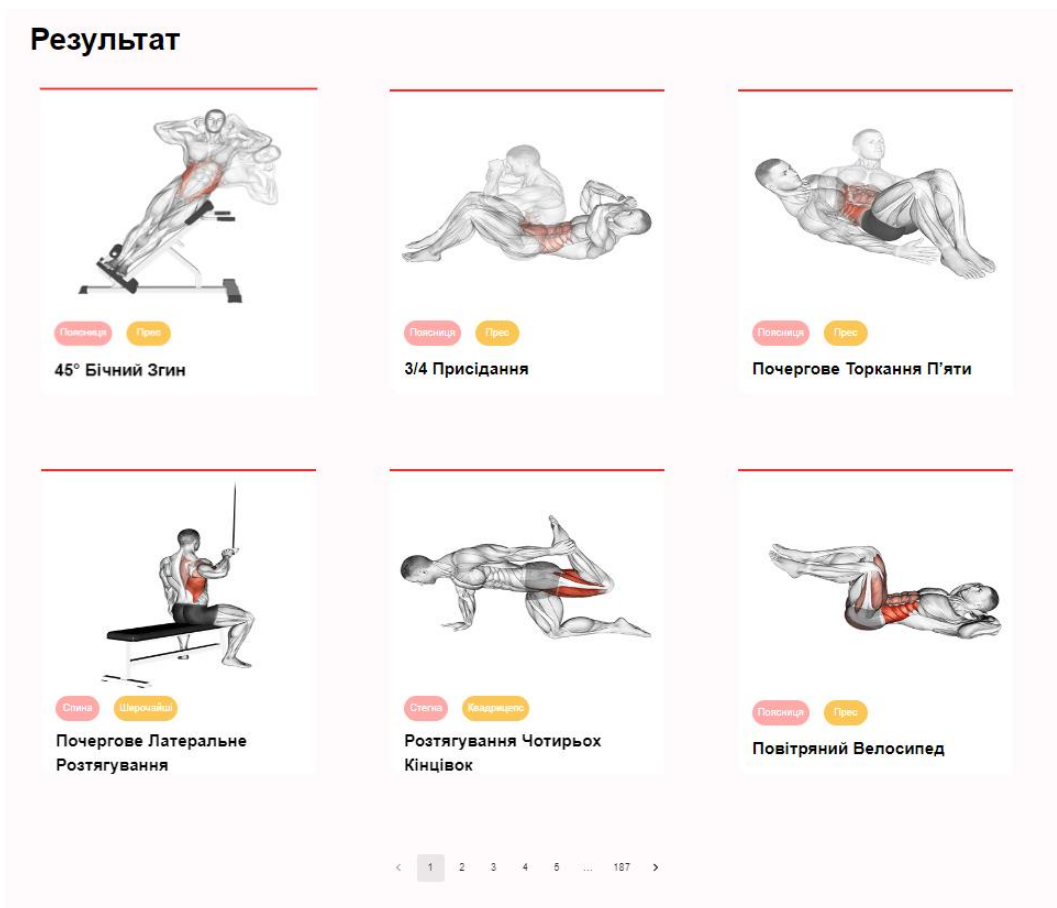 Результат
Поясниця Прес
45° Бічний Згин
Поясниця Прес
3/4 Присідання
Поясниця Прес
Почергове Торкання П’яти
Спина Широчайші
Почергове Латеральне
Розтягування
Стегна Квадрицепс
Розтягування Чотирьох
Кінцівок
Поясниця Прес
Повітряний Велосипед
‹ 1 2 3 4 5 ... 187 ›